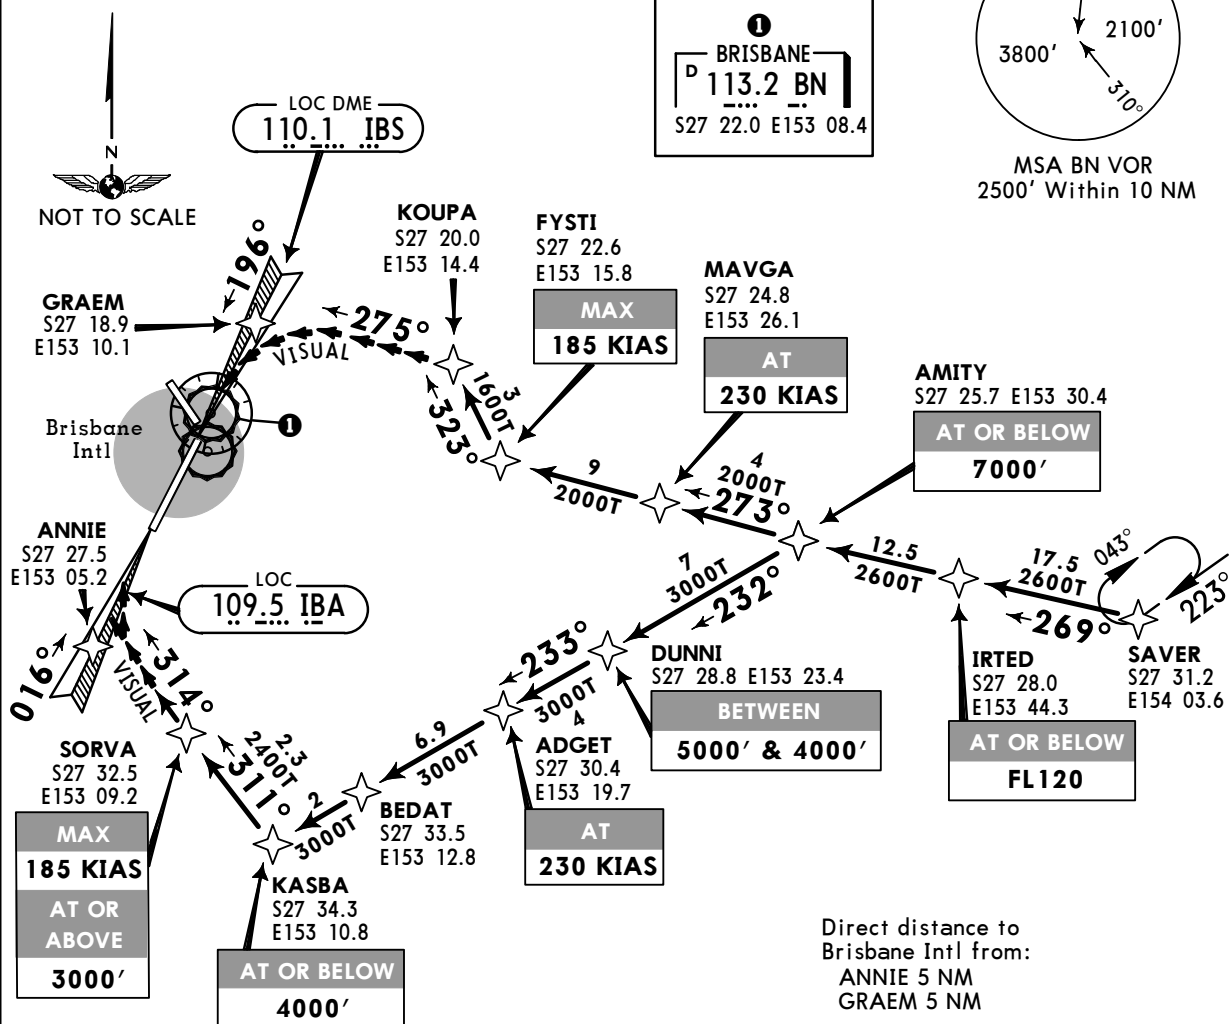 N
NOT TO SCALE
LOC DME
110.1 IBS
1
BRISBANE
D 113.2 BN
S27 22.0 E153 08.4
3800'
2100'
310°
MSA BN VOR
2500' Within 10 NM
196°
GRAEM
S27 18.9
E153 10.1
KOUPA
S27 20.0
E153 14.4
FYSTI
S27 22.6
E153 15.8
MAX
185 KIAS
MAVGA
S27 24.8
E153 26.1
AT
230 KIAS
AMITY
S27 25.7 E153 30.4
AT OR BELOW
7000'
275°
VISUAL
3
1600T
323°
Brisbane
Intl
1
9
2000T
4
2000T
273°
12.5
2600T
17.5
2600T
269°
043°
223°
ANNIE
S27 27.5
E153 05.2
LOC
109.5 IBA
7
3000T
232°
016°
VISUAL
314°
233°
3000T
4
DUNNI
S27 28.8 E153 23.4
BETWEEN
5000' & 4000'
IRTED
S27 28.0
E153 44.3
AT OR BELOW
FL120
SAVER
S27 31.2
E154 03.6
SORVA
S27 32.5
E153 09.2
MAX
185 KIAS
AT OR
ABOVE
3000'
2.3
2400T
311°
6.9
3000T
2
3000T
ADGET
S27 30.4
E153 19.7
AT
230 KIAS
BEDAT
S27 33.5
E153 12.8
KASBA
S27 34.3
E153 10.8
AT OR BELOW
4000'
Direct distance to
Brisbane Intl from:
ANNIE 5 NM
GRAEM 5 NM